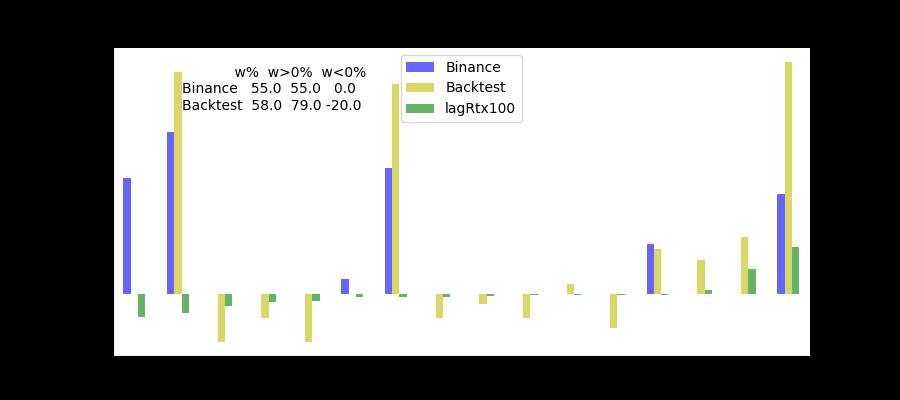 w%  w>0%  w<0%
Binance   55.0  55.0   0.0
Backtest  58.0  79.0 -20.0
Binance
Backtest
lagRtx100